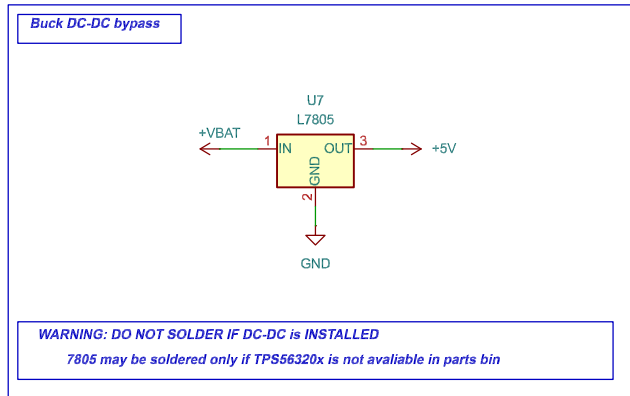 Buck DC-DC bypass
U7
L7805
+VBAT
1
IN
OUT
3
+5V
GND
2
GND
WARNING: DO NOT SOLDER IF DC-DC is INSTALLED
7805 may be soldered only if TPS56320x is not avaliable in parts bin